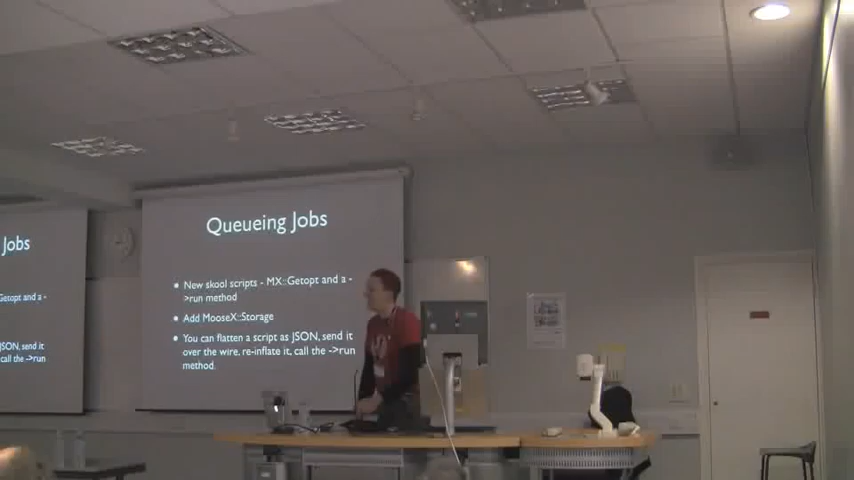 Jobs
Getopt and a -
JSON, send it
call the ->run
Queueing Jobs
New skool scripts - MX::Getopt and a -
>run method
Add MooseX::Storage
You can flatten a script as JSON, send it
over the wire, re-inflate it, call the ->run
method.